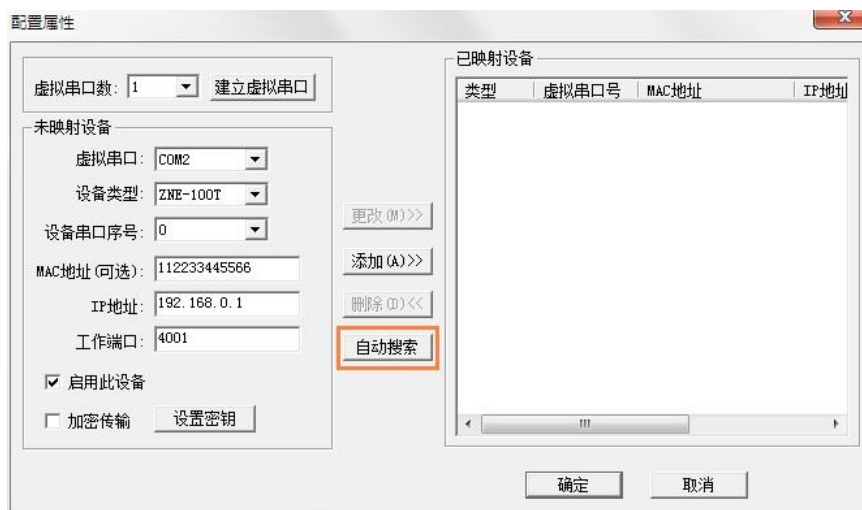 配置属性
虚拟串口数: 1 建立虚拟串口
未映射设备
虚拟串口: COM2
设备类型: ZNE-100T
设备串口序号: 0
MAC地址(可选): 112233445566
IP地址: 192.168.0.1
工作端口: 4001
启用此设备
加密传输 设置密钥
更改(M)>>
添加(A)>>
删除(D)<<
自动搜索
已映射设备
类型 虚拟串口号 MAC地址 IP地址
确定 取消